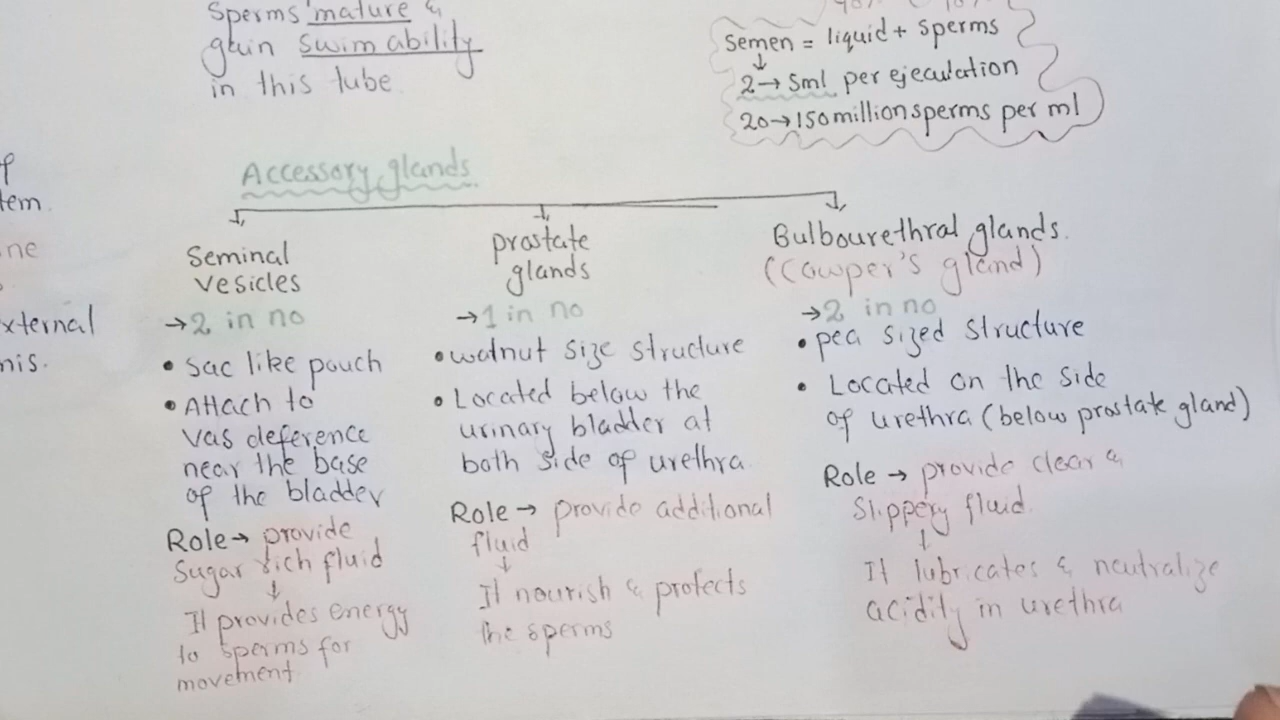 Sperms mature &
gain swim ability
in this tube
Semen = liquid + sperms
2→5ml per ejeculation
20→150 million sperms per ml
tem
ne
xternal
nis.
Accessory glands
Seminal
vesicles
→2 in no
• Sac like pouch
• Attach to
vas deference
near the base
of the bladder
Role→ provide
Sugar rich fluid
↓
It provides energy
to sperms for
movement
prostate
glands
→1 in no
• walnut size structure
• Located below the
urinary bladder at
both side of urethra
Role→ provide additional
fluid
↓
It nourish & protects
the sperms
Bulbourethral glands.
(Cowper's gland)
→2 in no
• pea sized structure
• Located on the side
of urethra (below prostate gland)
Role→ provide clear &
Slippery fluid.
↓
It lubricates & neutralize
acidity in urethra